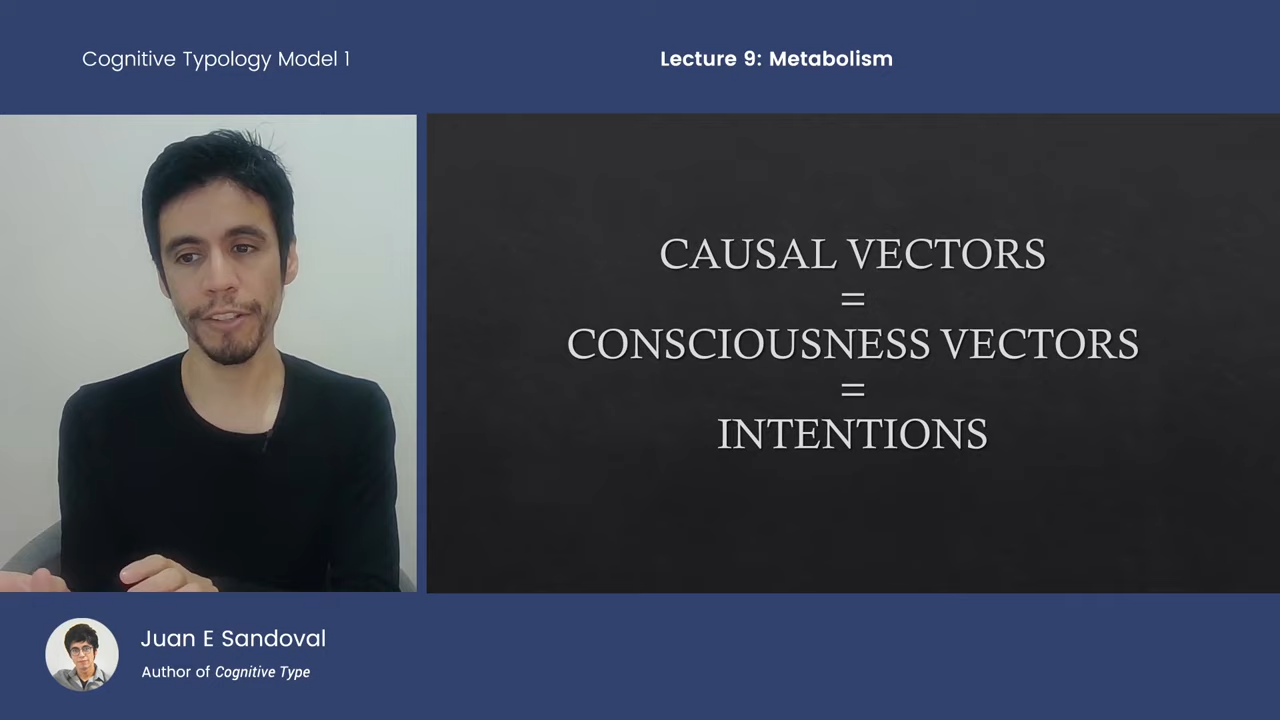 Cognitive Typology Model 1
Lecture 9: Metabolism
CAUSAL VECTORS
=
CONSCIOUSNESS VECTORS
=
INTENTIONS
Juan E Sandoval
Author of Cognitive Type